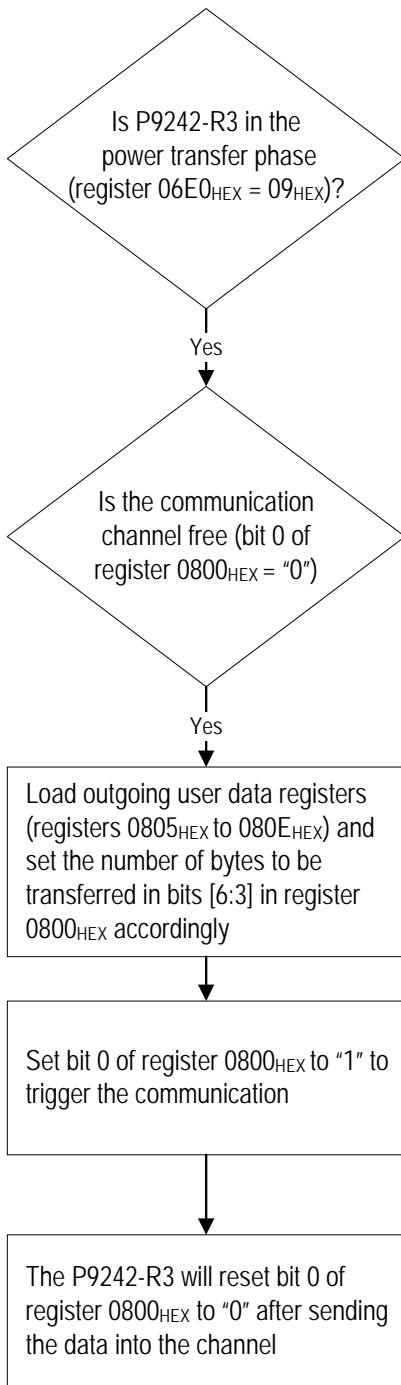 Is P9242-R3 in the
power transfer phase
(register 06E0HEX = 09HEX)?
Yes
Is the communication
channel free (bit 0 of
register 0800HEX = “0”)
Yes
Load outgoing user data registers
(registers 0805HEX to 080EHEX) and
set the number of bytes to be
transferred in bits [6:3] in register
0800HEX accordingly
Set bit 0 of register 0800HEX to “1” to
trigger the communication
The P9242-R3 will reset bit 0 of
register 0800HEX to “0” after sending
the data into the channel